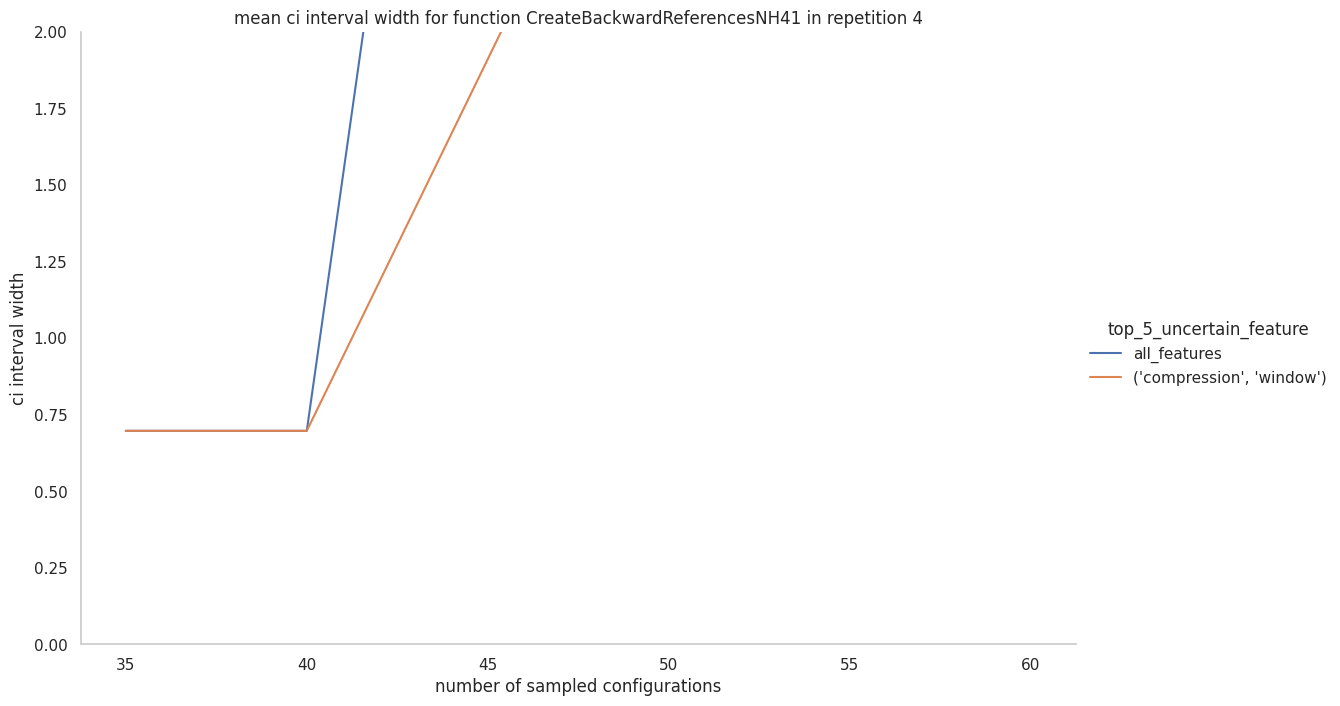 mean ci interval width for function CreateBackwardReferencesNH41 in repetition 4
2.00
1.75
1.50
1.25
1.00
0.75
0.50
0.25
0.00
ci interval width
35 40 45 50 55 60
number of sampled configurations
top_5_uncertain_feature
all_features
('compression', 'window')